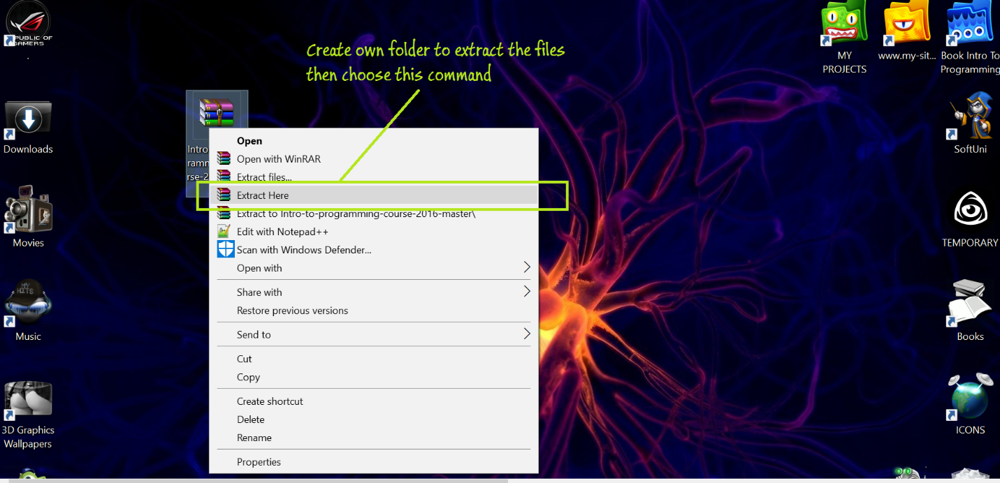 PUBLIC OF
GAMERS
.
Downloads
Movies
MY
HITS
Music
3D Graphics
Wallpapers
Create own folder to extract the files
then choose this command
Intro
ramm
rse-2
Open
Open with WinRAR
Extract files...
Extract Here
Extract to Intro-to-programming-course-2016-master\
Edit with Notepad++
Scan with Windows Defender...
Open with
Share with
Restore previous versions
Send to
Cut
Copy
Create shortcut
Delete
Rename
Properties
MY
PROJECTS
www.my-sit...
Book Intro To
Programming
SoftUni
TEMPORARY
Books
ICONS